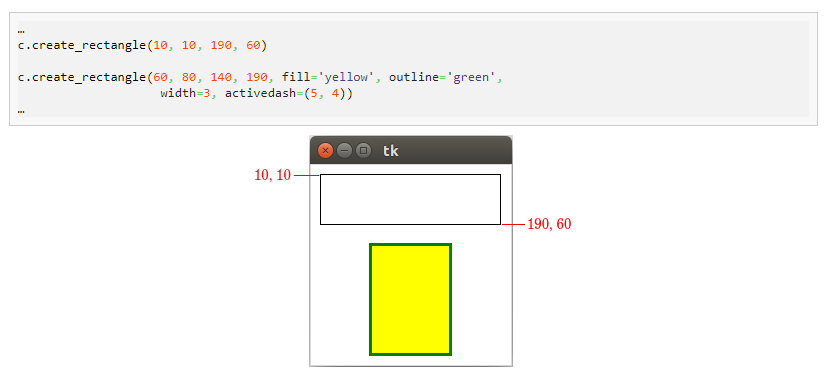 …
c.create_rectangle(10, 10, 190, 60)
c.create_rectangle(60, 80, 140, 190, fill='yellow', outline='green',
                   width=3, activedash=(5, 4))
…
tk
10, 10
190, 60